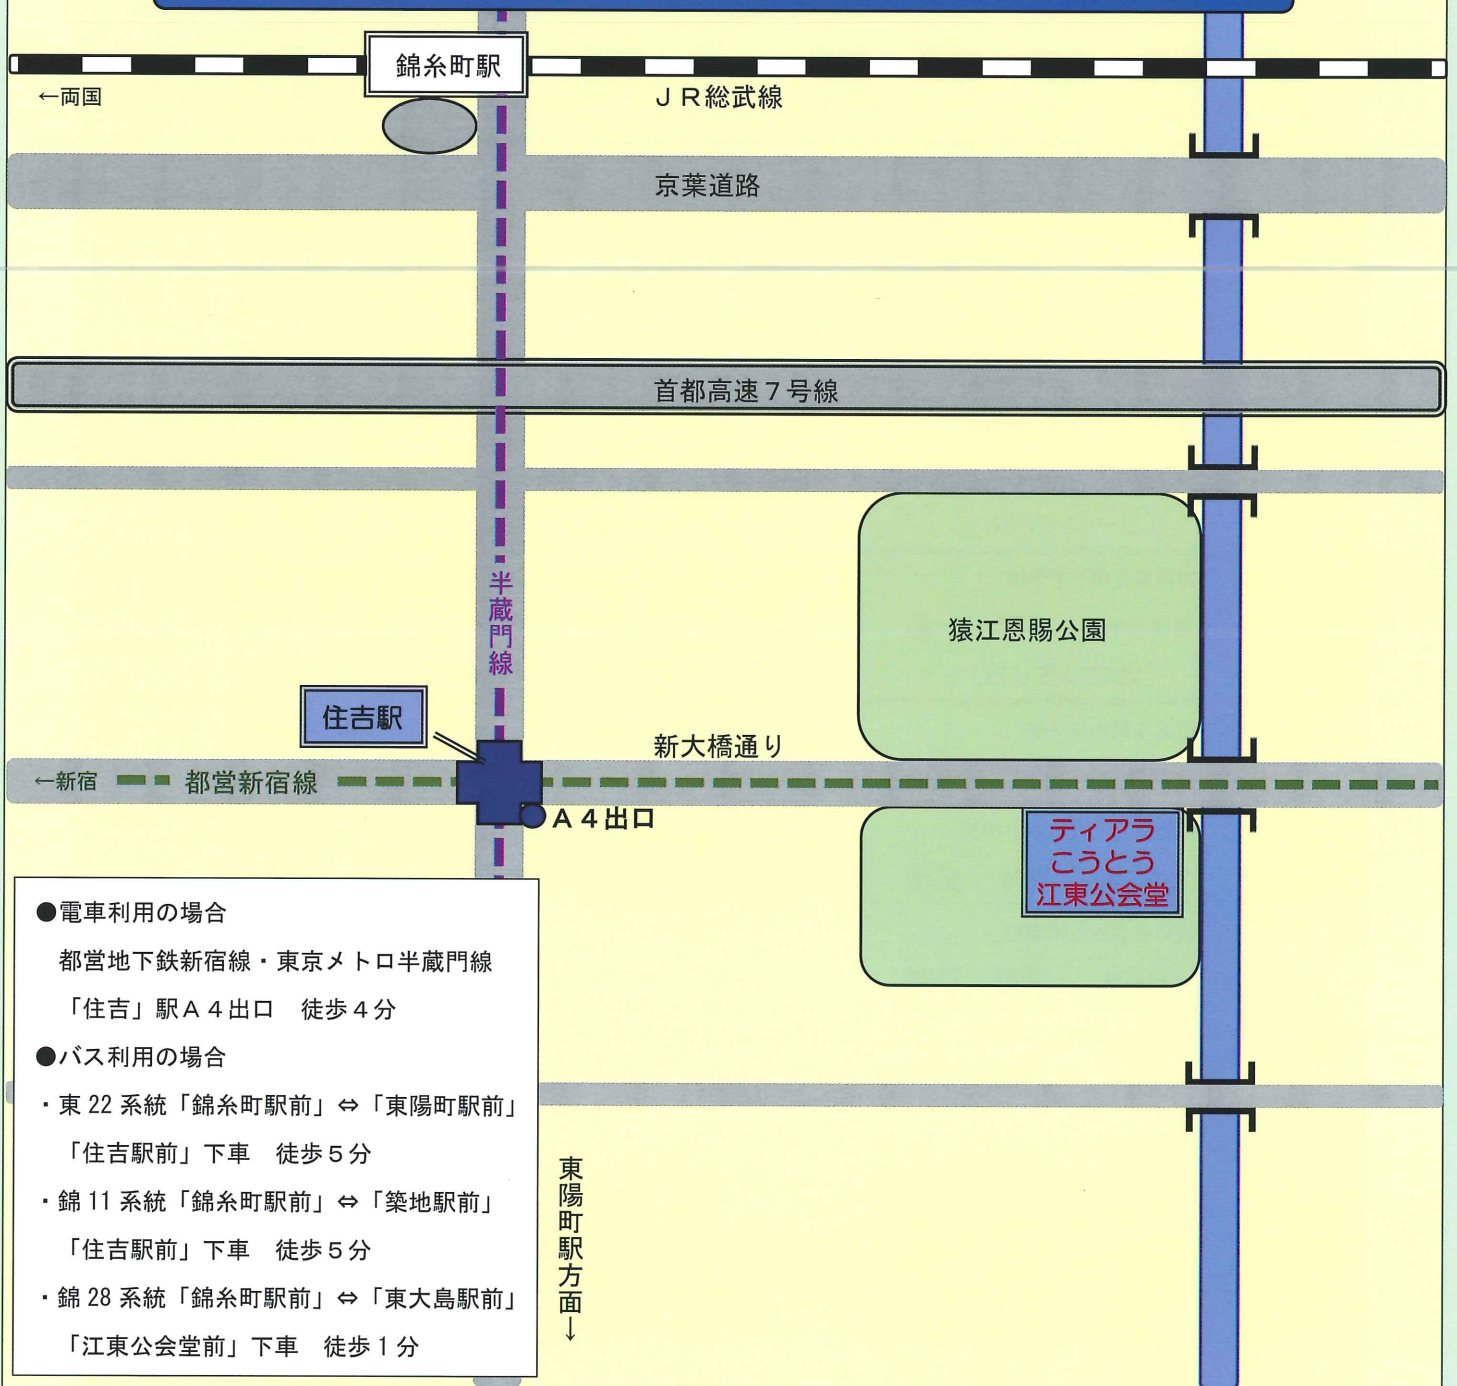 錦糸町駅
←両国
ＪＲ総武線
京葉道路
首都高速７号線
半蔵門線
猿江恩賜公園
住吉駅
新大橋通り
←新宿
都営新宿線
Ａ４出口
ティアラ
こうとう
江東公会堂
●電車利用の場合
都営地下鉄新宿線・東京メトロ半蔵門線
「住吉」駅Ａ４出口　徒歩４分
●バス利用の場合
・東 22 系統「錦糸町駅前」⇔「東陽町駅前」
「住吉駅前」下車　徒歩５分
・錦 11 系統「錦糸町駅前」⇔「築地駅前」
「住吉駅前」下車　徒歩５分
・錦 28 系統「錦糸町駅前」⇔「東大島駅前」
「江東公会堂前」下車　徒歩１分
東陽町駅方面→